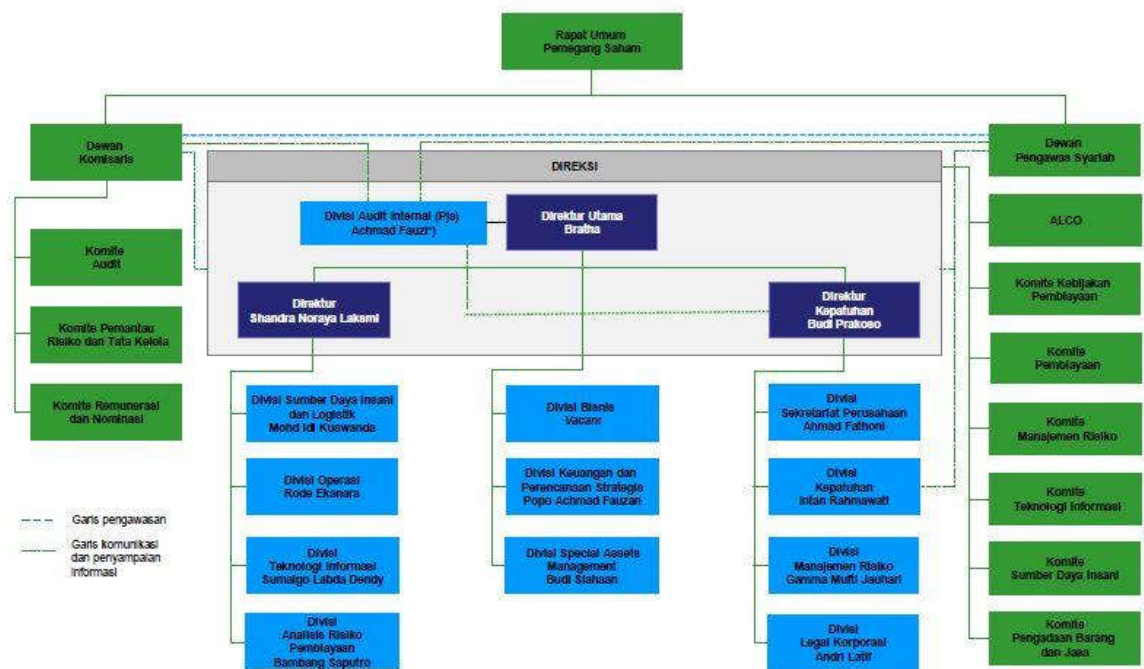 Rapat Umum
Pemegang Saham
Dewan
Komisaris
Dewan
Pengawas Syariah
DIREKSI
Divisi Audit Internal (Pjs)
Achmad Fauzi*)
Direktur Utama
Bratha
ALCO
Komite
Audit
Komite Kebijakan
Pembiayaan
Direktur
Shandra Noraya Laksmi
Direktur
Kepatuhan
Budi Prakoso
Komite Pemantau
Risiko dan Tata Kelola
Komite
Pembiayaan
Komite Remunerasi
dan Nominasi
Divisi Sumber Daya Insani
dan Logistik
Mohd Idi Kuswanda
Divisi Bisnis
Vacant
Divisi
Sekretariat Perusahaan
Ahmad Fathoni
Komite
Manajemen Risiko
Divisi Operasi
Rode Ekanara
Divisi Keuangan dan
Perencanaan Strategis
Popo Achmad Fauzan
Divisi
Kepatuhan
Intan Rahmawati
Komite
Teknologi Informasi
Garis pengawasan
Garis komunikasi
dan penyampaian
informasi
Divisi
Teknologi Informasi
Sumaigo Labda Dendy
Divisi Special Assets
Management
Budi Siahaan
Divisi
Manajemen Risiko
Gamma Mufti Jauhari
Komite
Sumber Daya Insani
Divisi
Analisis Risiko
Pembiayaan
Bambang Saputro
Divisi
Legal Korporasi
Andri Latif
Komite
Pengadaan Barang
dan Jasa